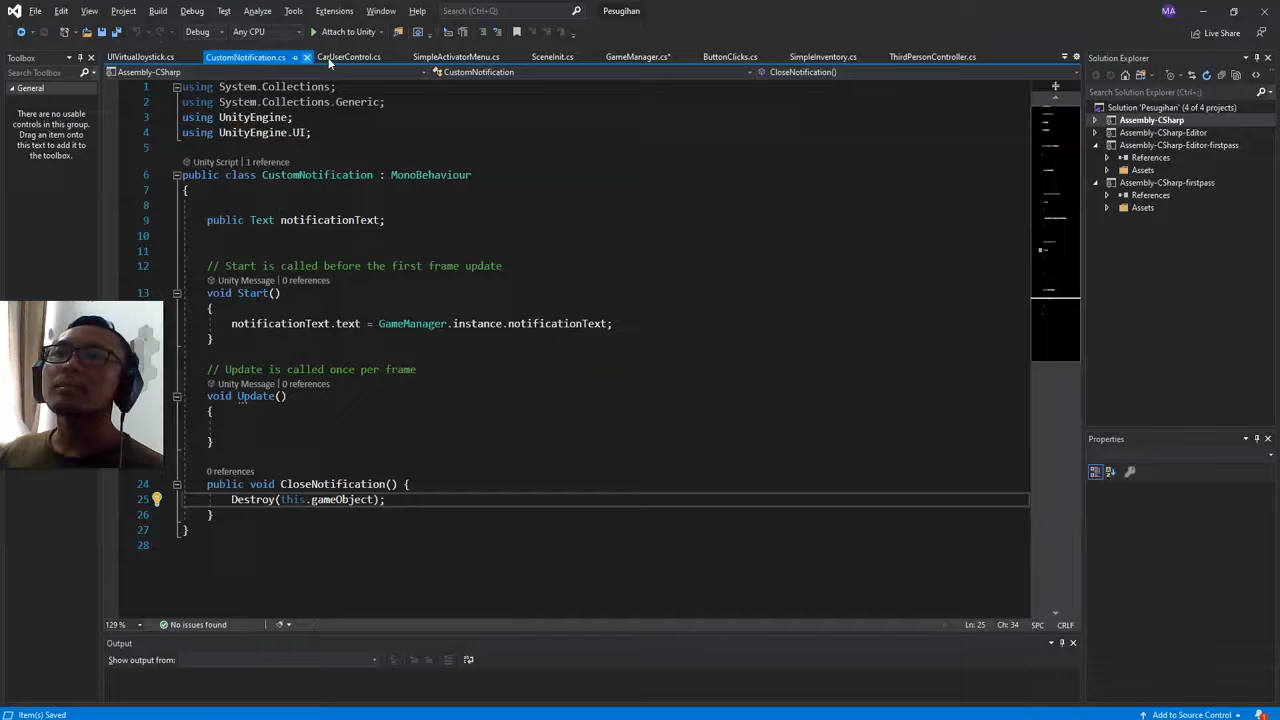 File Edit View Project Build Debug Test Analyze Tools Extensions Window Help Search (Ctrl+Q) Pesugihan MA
Debug Any CPU Attach to Unity Live Share
Toolbox
UIVirtualJoystick.cs CustomNotification.cs CarUserControl.cs SimpleActivatorMenu.cs SceneInit.cs GameManager.cs* ButtonClicks.cs SimpleInventory.cs ThirdPersonController.cs
Solution Explorer
Search Toolbox
Assembly-CSharp CustomNotification CloseNotification()
General
There are no usable
controls in this group.
Drag an item onto
this text to add it to
the toolbox.
Search Solution Explorer (Ctrl+;)
Solution 'Pesugihan' (4 of 4 projects)
Assembly-CSharp
Assembly-CSharp-Editor
Assembly-CSharp-Editor-firstpass
References
Assets
Assembly-CSharp-firstpass
References
Assets
1 using System.Collections;
2 using System.Collections.Generic;
3 using UnityEngine;
4 using UnityEngine.UI;
5
Unity Script | 1 reference
6 public class CustomNotification : MonoBehaviour
7 {
8
9 public Text notificationText;
10
11
12 // Start is called before the first frame update
Unity Message | 0 references
13 void Start()
{
notificationText.text = GameManager.instance.notificationText;
}
// Update is called once per frame
Unity Message | 0 references
void Update()
{
}
0 references
24 public void CloseNotification() {
25 Destroy(this.gameObject);
26 }
27 }
28
129 % No issues found Ln: 25 Ch: 34 SPC CRLF
Properties
Output
Show output from:
Item(s) Saved Add to Source Control 1